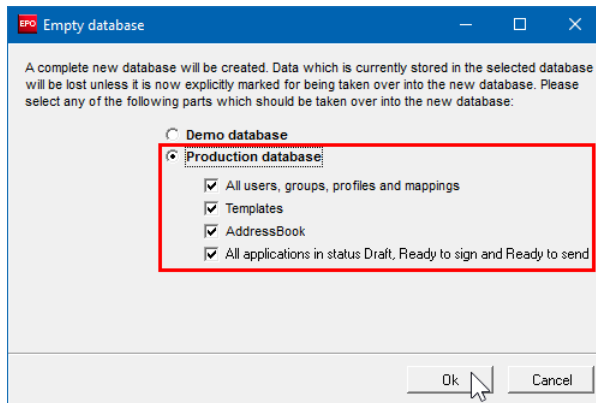 EPO Empty database
A complete new database will be created. Data which is currently stored in the selected database
will be lost unless it is now explicitly marked for being taken over into the new database. Please
select any of the following parts which should be taken over into the new database:
Demo database
Production database
All users, groups, profiles and mappings
Templates
AddressBook
All applications in status Draft, Ready to sign and Ready to send
Ok Cancel